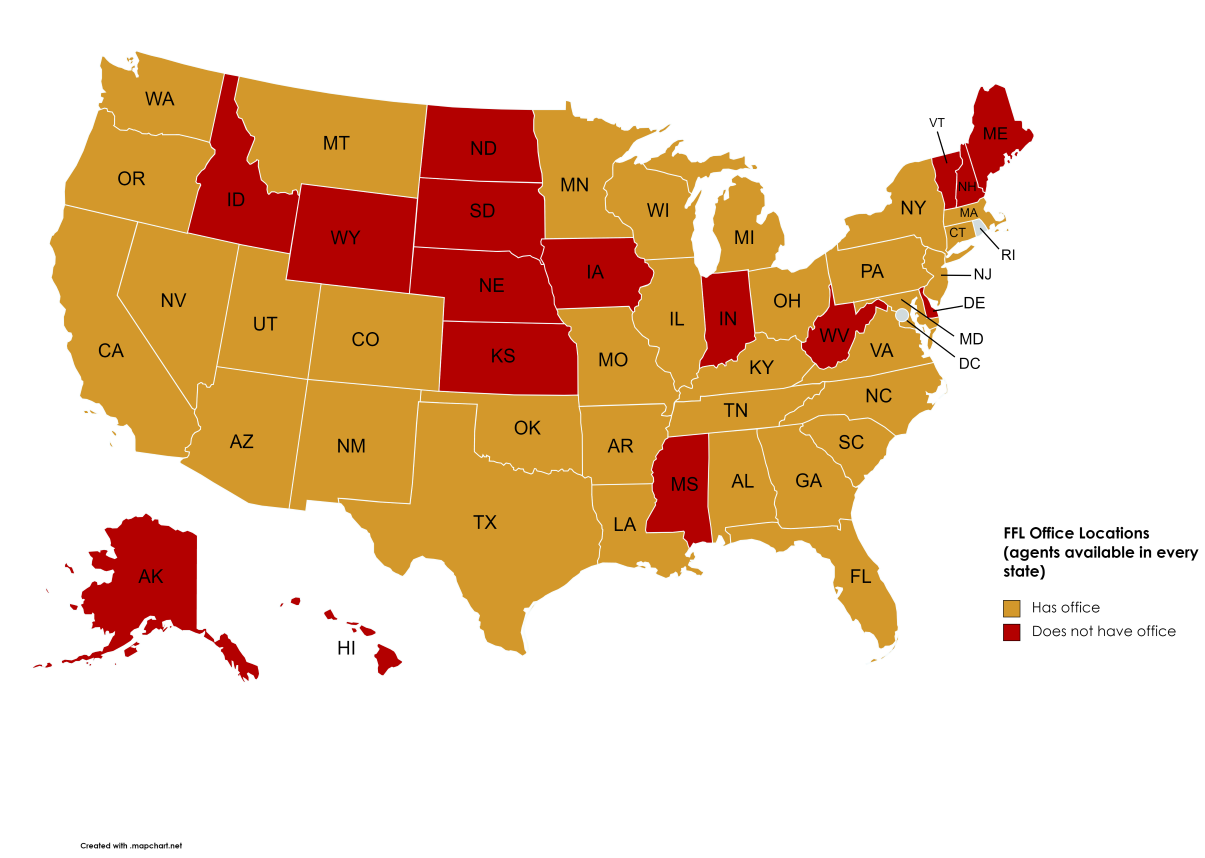 WA
MT
ND
VT
ME
OR
MN
ID
SD
WI
NH
NY
MA
WY
MI
CT
RI
NE
IA
PA
NJ
NV
UT
CO
IL
IN
OH
DE
CA
KS
MO
KY
WV
VA
MD
DC
AZ
NM
OK
AR
TN
NC
SC
TX
LA
MS
AL
GA
FL
AK
HI
FFL Office Locations
(agents available in every
state)
Has office
Does not have office
Created with .mapchart.net